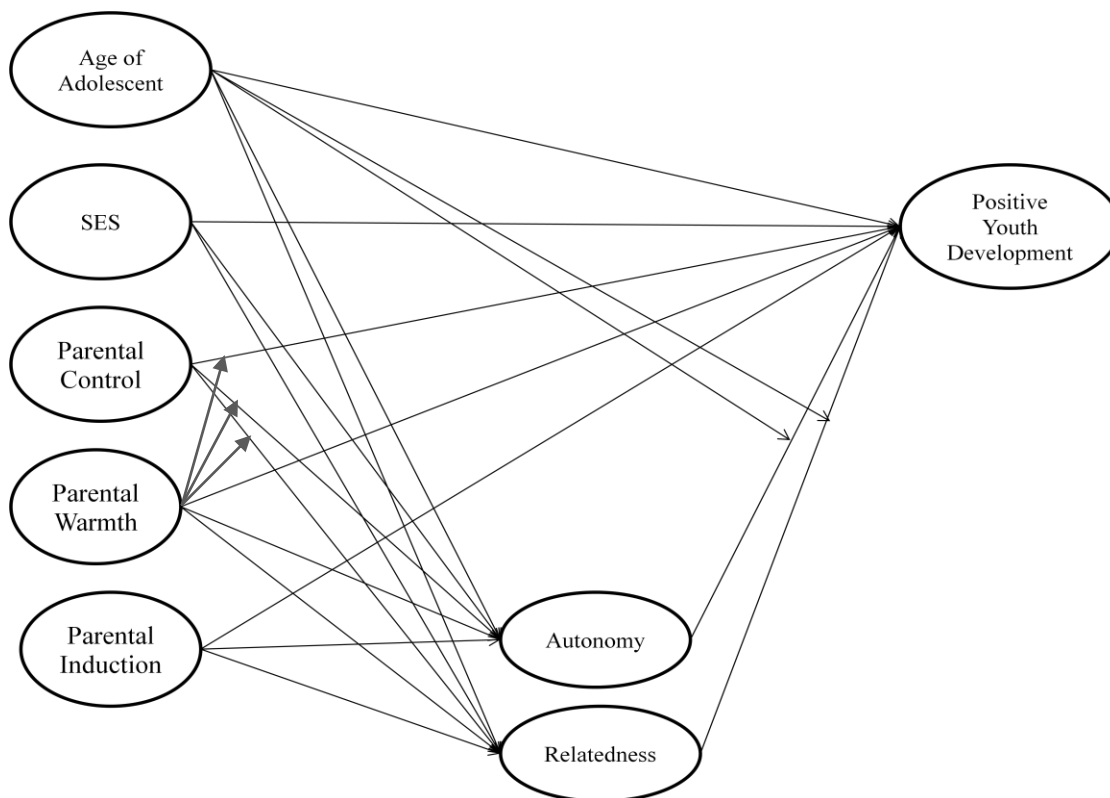 Age of
Adolescent
SES
Positive
Youth
Development
Parental
Control
Parental
Warmth
Parental
Induction
Autonomy
Relatedness